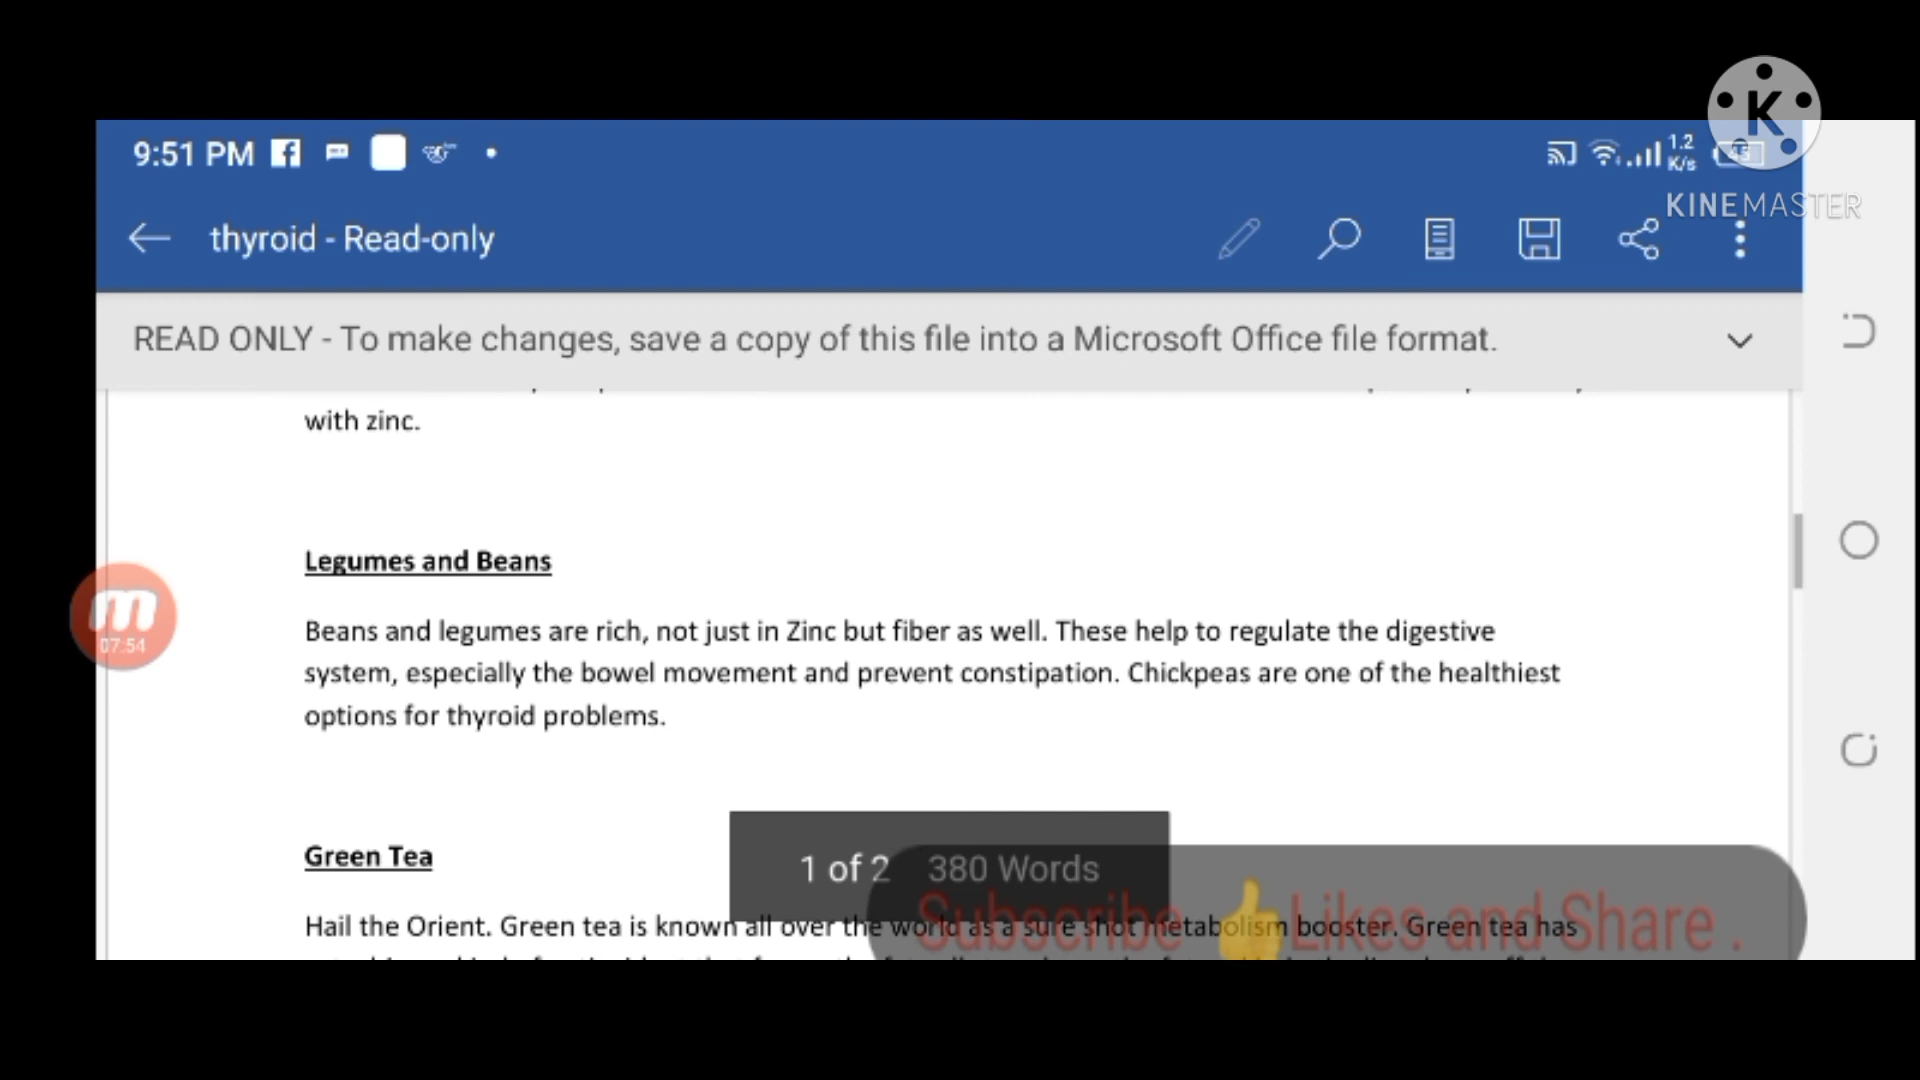 9:51 PM
1.2
K/s
45
K
KINEMASTER
thyroid - Read-only
READ ONLY - To make changes, save a copy of this file into a Microsoft Office file format.
with zinc.
Legumes and Beans
m
07:54
Beans and legumes are rich, not just in Zinc but fiber as well. These help to regulate the digestive
system, especially the bowel movement and prevent constipation. Chickpeas are one of the healthiest
options for thyroid problems.
Green Tea
1 of 2 380 Words
Subscribe 👍Likes and Share .
Hail the Orient. Green tea is known all over the world as a sure shot metabolism booster. Green tea has